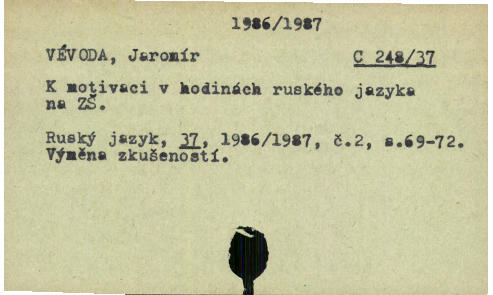 1986/1987
VÉVODA, Jaromír C 248/37
K motivaci v hodinách ruského jazyka
na ZŠ.
Ruský jazyk, 37, 1986/1987, č.2, s.69-72.
Výměna zkušeností.